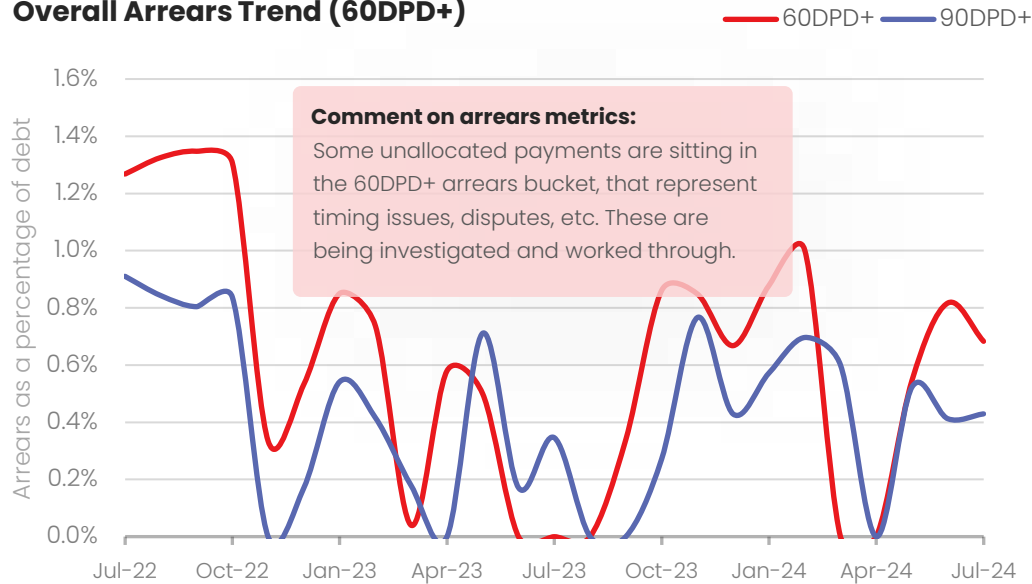 Overall Arrears Trend (60DPD+)
60DPD+ 90DPD+
Arrears as a percentage of debt
1.6%
1.4%
1.2%
1.0%
0.8%
0.6%
0.4%
0.2%
0.0%
Comment on arrears metrics:
Some unallocated payments are sitting in
the 60DPD+ arrears bucket, that represent
timing issues, disputes, etc. These are
being investigated and worked through.
Jul-22 Oct-22 Jan-23 Apr-23 Jul-23 Oct-23 Jan-24 Apr-24 Jul-24